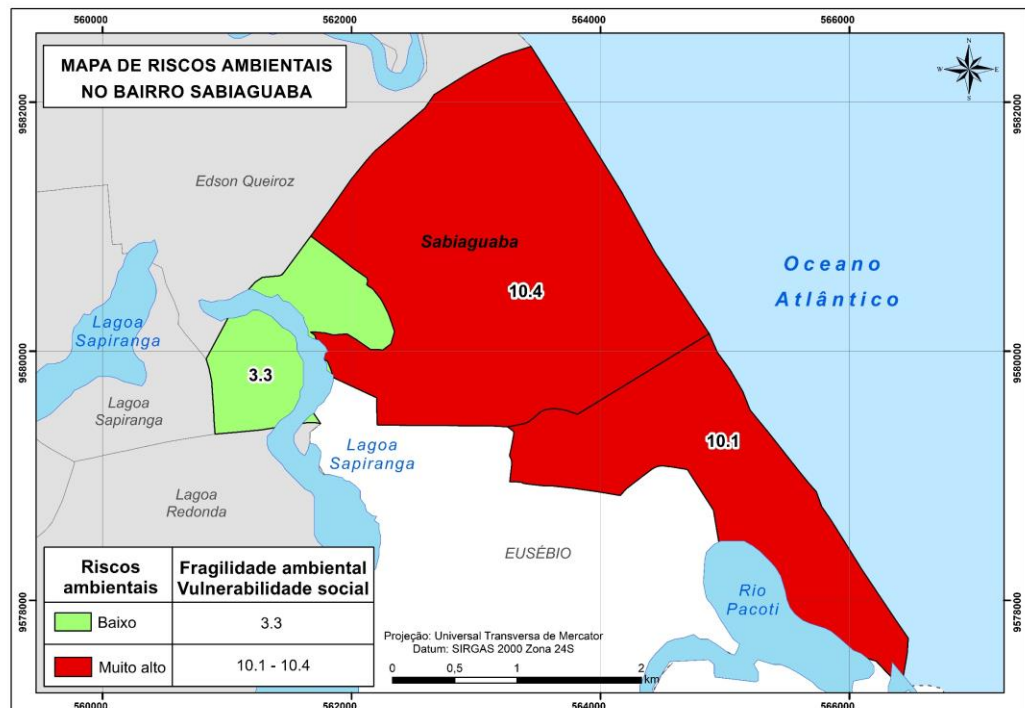 560000
562000
564000
566000
MAPA DE RISCOS AMBIENTAIS
NO BAIRRO SABIAGUABA
N
W
E
S
9582000
9582000
Edson Queiroz
Sabiaguaba
Oceano
Atlântico
10.4
Lagoa
Sapiranga
9580000
9580000
3.3
Lagoa
Sapiranga
10.1
Lagoa
Sapiranga
Lagoa
Redonda
EUSÉBIO
Riscos
ambientais
Fragilidade ambiental
Vulnerabilidade social
Baixo
3.3
Muito alto
10.1 - 10.4
Rio
Pacoti
9578000
9578000
Projeção: Universal Transversa de Mercator
Datum: SIRGAS 2000 Zona 24S
0
0,5
1
2
km
560000
562000
564000
566000